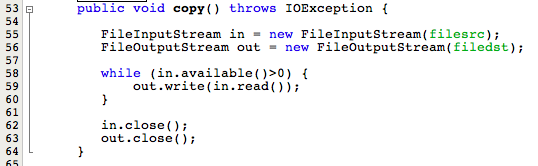 53 public void copy() throws IOException {
54
55 FileInputStream in = new FileInputStream(filesrc);
56 FileOutputStream out = new FileOutputStream(filedst);
57
58 while (in.available()>0) {
59 out.write(in.read());
60 }
61
62 in.close();
63 out.close();
64 }
65